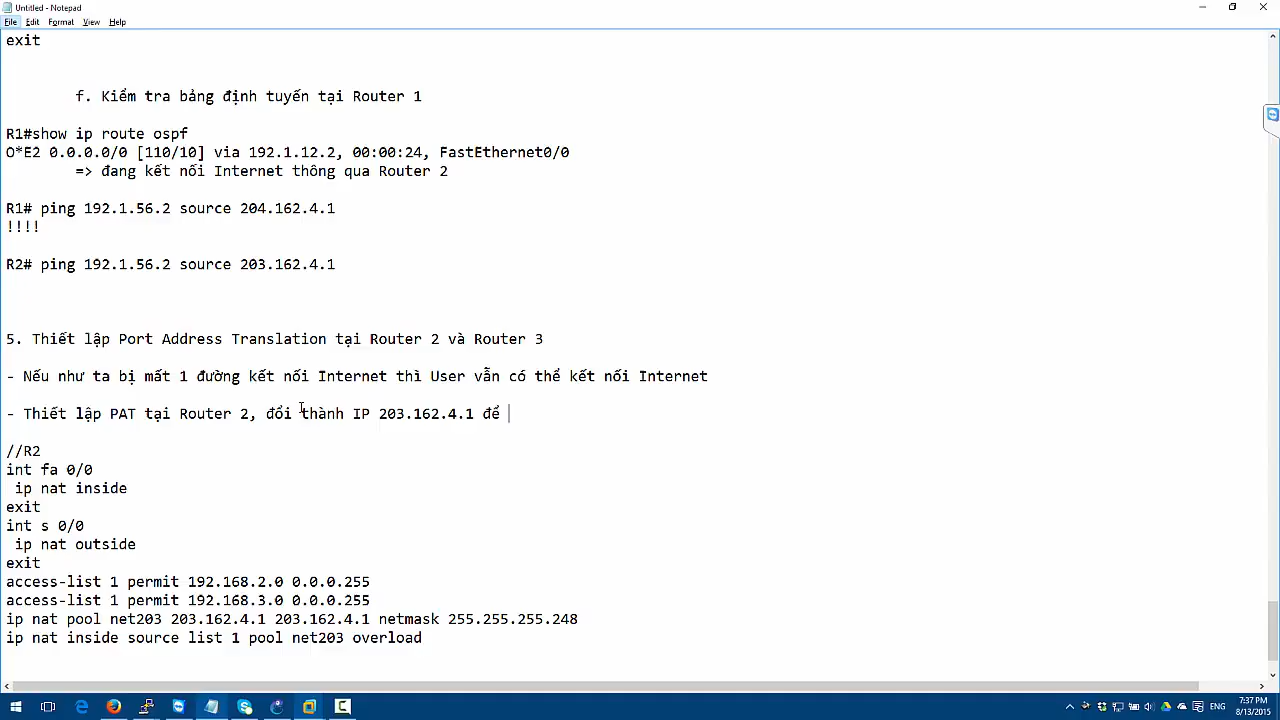 Untitled - Notepad
File Edit Format View Help
exit
f. Kiểm tra bảng định tuyến tại Router 1
R1#show ip route ospf
O*E2 0.0.0.0/0 [110/10] via 192.1.12.2, 00:00:24, FastEthernet0/0
=> đang kết nối Internet thông qua Router 2
R1# ping 192.1.56.2 source 204.162.4.1
!!!!
R2# ping 192.1.56.2 source 203.162.4.1
5. Thiết lập Port Address Translation tại Router 2 và Router 3
- Nếu như ta bị mất 1 đường kết nối Internet thì User vẫn có thể kết nối Internet
- Thiết lập PAT tại Router 2, đổi thành IP 203.162.4.1 để
//R2
int fa 0/0
ip nat inside
exit
int s 0/0
ip nat outside
exit
access-list 1 permit 192.168.2.0 0.0.0.255
access-list 1 permit 192.168.3.0 0.0.0.255
ip nat pool net203 203.162.4.1 203.162.4.1 netmask 255.255.255.248
ip nat inside source list 1 pool net203 overload
ENG
7:37 PM
8/13/2015